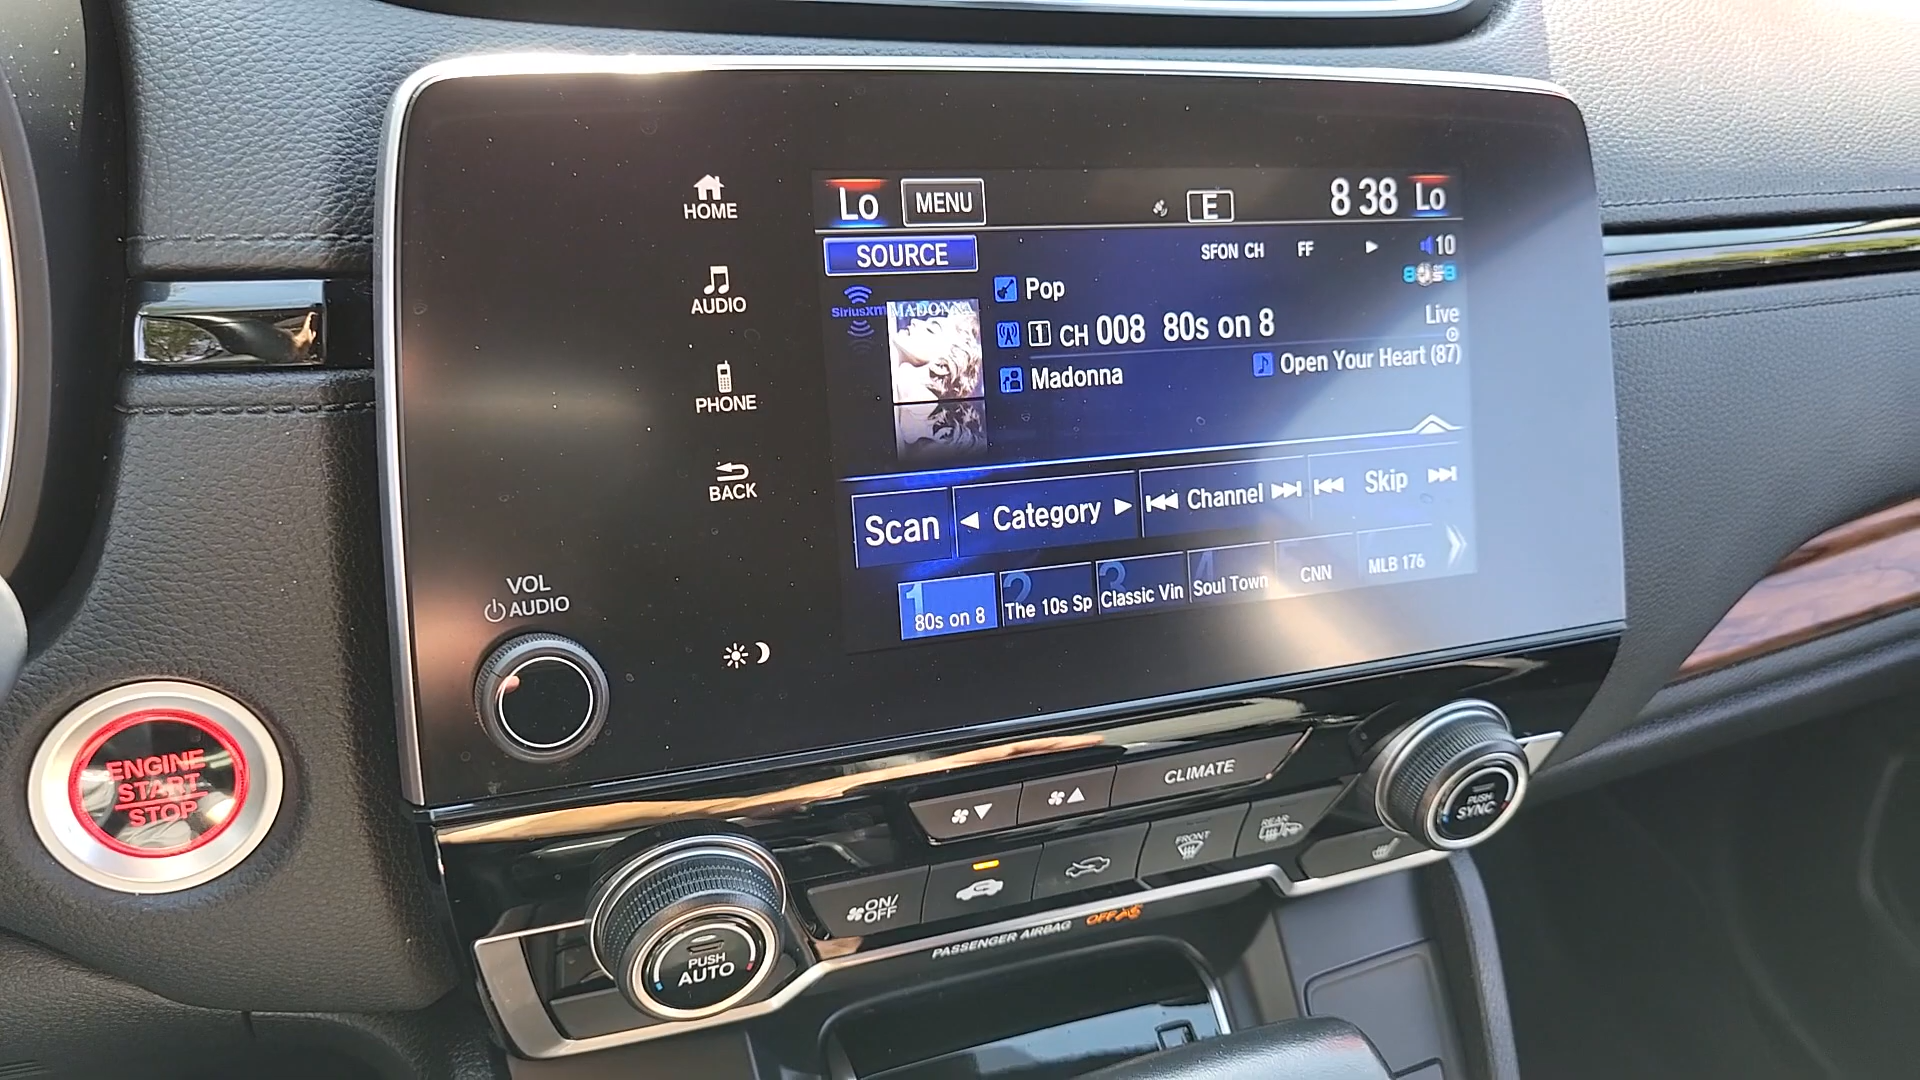 Lo MENU E 8 38 Lo
SOURCE
SFON CH FF 10
HOME
AUDIO
PHONE
BACK
SiriusXM
MADONNA
Pop
1 CH 008 80s on 8
Live
Madonna
Open Your Heart (87)
Scan Category Channel Skip
1 80s on 8
2 The 10s Sp
3 Classic Vin
4 Soul Town
CNN
MLB 176
VOL
AUDIO
ENGINE
START
STOP
CLIMATE
PUSH
SYNC
ON/
OFF
FRONT
REAR
PUSH
AUTO
PASSENGER AIRBAG OFF